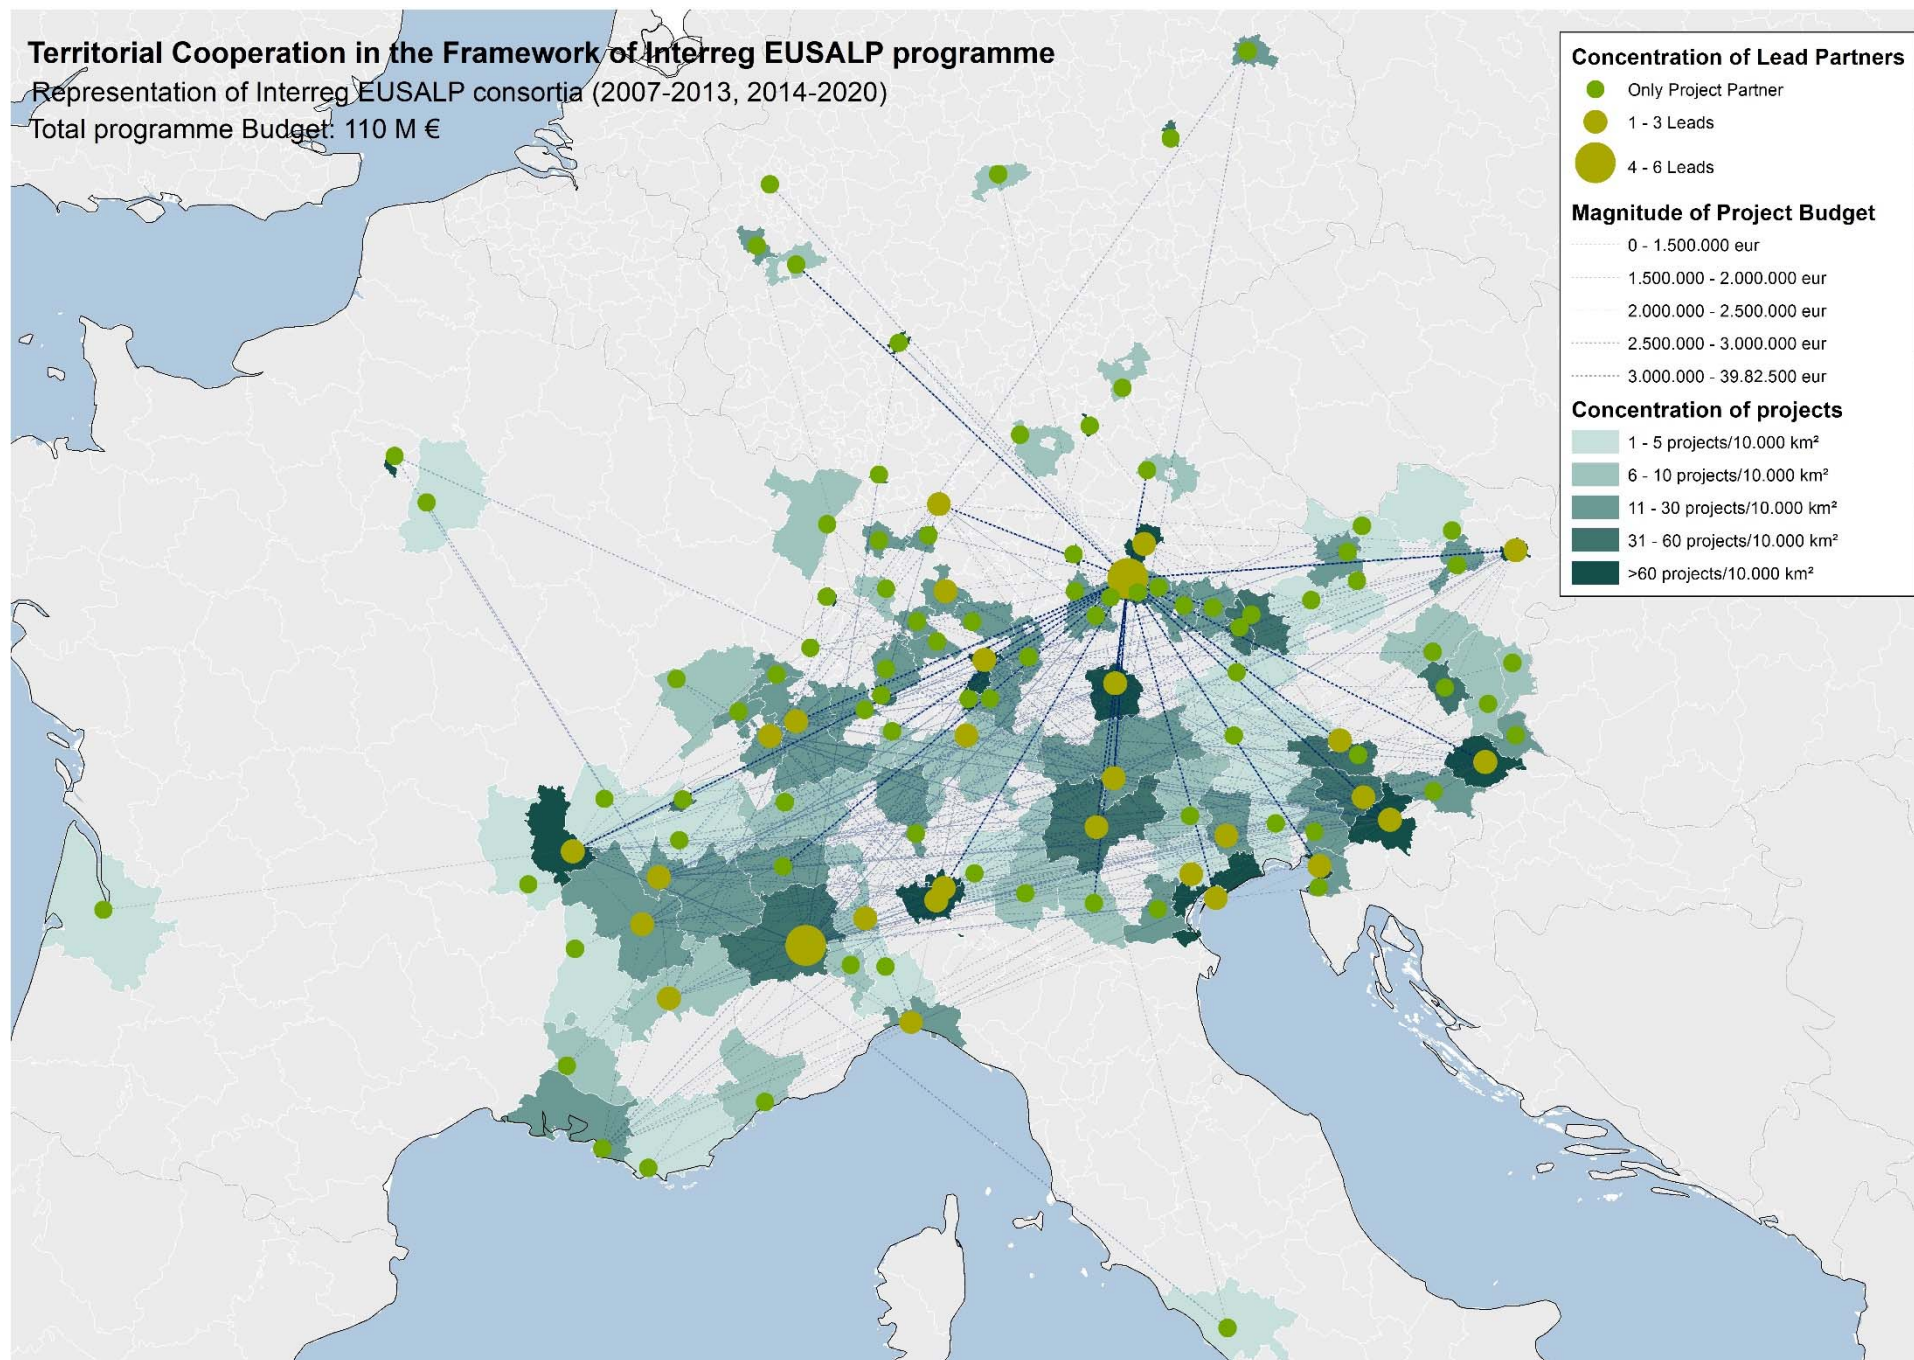 Territorial Cooperation in the Framework of Interreg EUSALP programme
Representation of Interreg EUSALP consortia (2007-2013, 2014-2020)
Total programme Budget: 110 M €
Concentration of Lead Partners
Only Project Partner
1 - 3 Leads
4 - 6 Leads
Magnitude of Project Budget
0 - 1.500.000 eur
1.500.000 - 2.000.000 eur
2.000.000 - 2.500.000 eur
2.500.000 - 3.000.000 eur
3.000.000 - 39.82.500 eur
Concentration of projects
1 - 5 projects/10.000 km²
6 - 10 projects/10.000 km²
11 - 30 projects/10.000 km²
31 - 60 projects/10.000 km²
>60 projects/10.000 km²